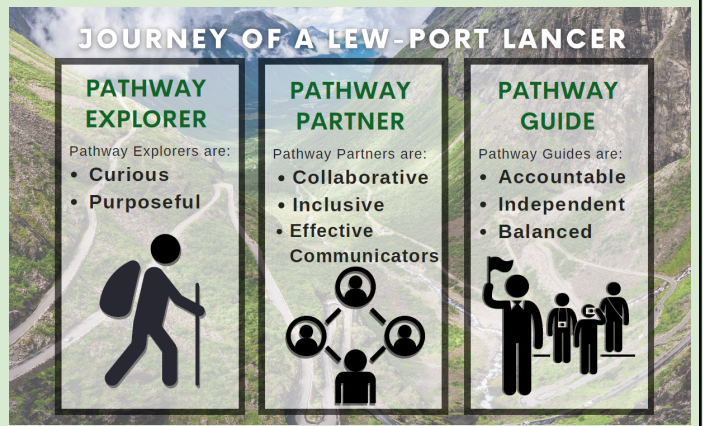 JOURNEY OF A LEW-PORT LANCER
PATHWAY
EXPLORER
Pathway Explorers are:
• Curious
• Purposeful
PATHWAY
PARTNER
Pathway Partners are:
• Collaborative
• Inclusive
• Effective
Communicators
PATHWAY
GUIDE
Pathway Guides are:
• Accountable
• Independent
• Balanced